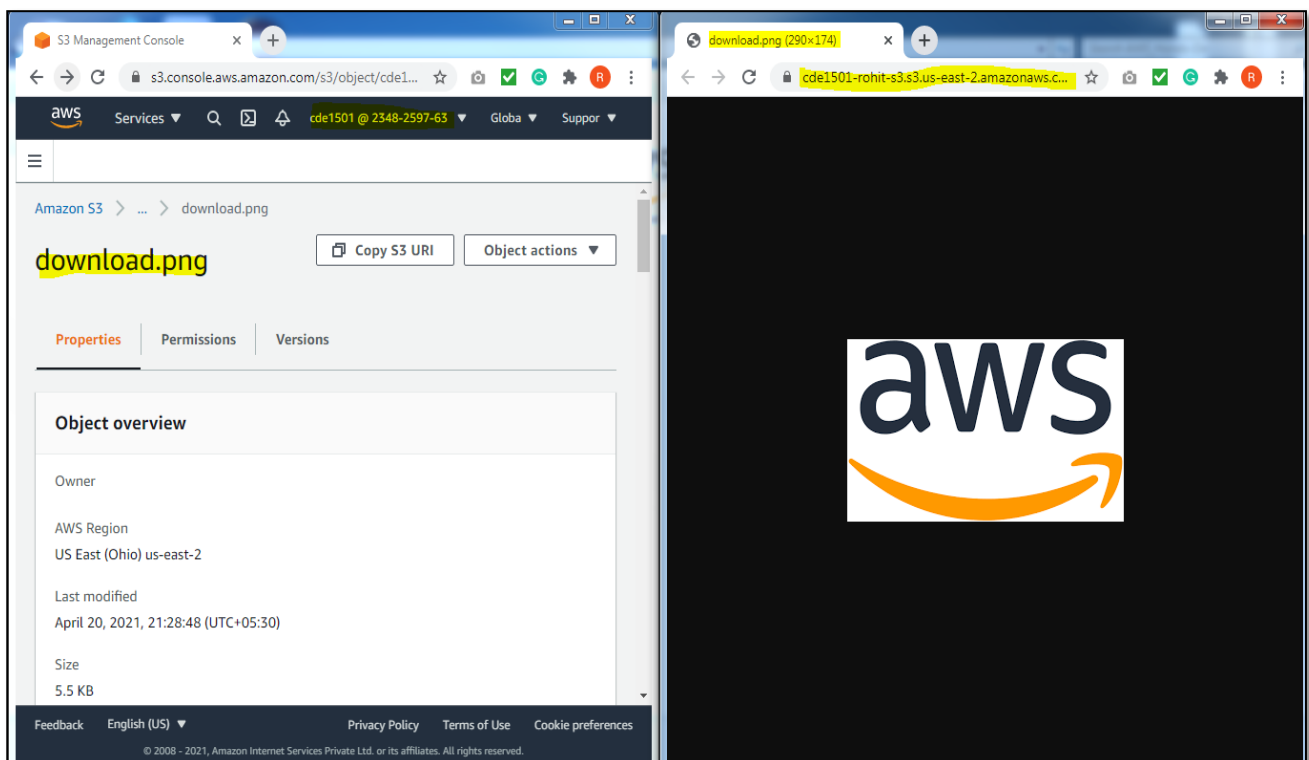 S3 Management Console
s3.console.aws.amazon.com/s3/object/cde1...
G
R
aws
Services
cde1501 @ 2348-2597-63
Globa
Suppor
Amazon S3 > ... > download.png
download.png
Copy S3 URI
Object actions
Properties
Permissions
Versions
Object overview
Owner
AWS Region
US East (Ohio) us-east-2
Last modified
April 20, 2021, 21:28:48 (UTC+05:30)
Size
5.5 KB
Feedback
English (US)
Privacy Policy
Terms of Use
Cookie preferences
© 2008 - 2021, Amazon Internet Services Private Ltd. or its affiliates. All rights reserved.
download.png (290×174)
cde1501-rohit-s3.s3.us-east-2.amazonaws.c...
G
R
aws